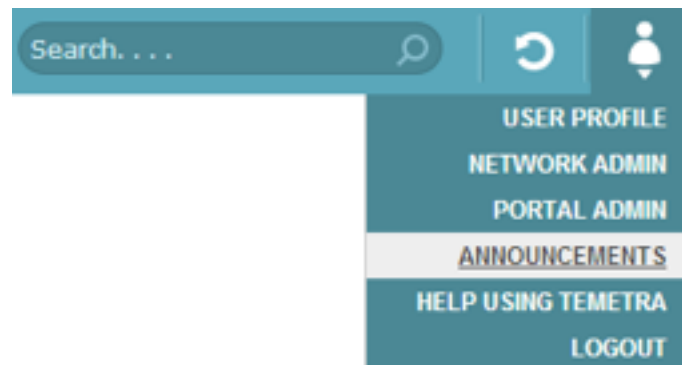 Search. . . .
USER PROFILE
NETWORK ADMIN
PORTAL ADMIN
ANNOUNCEMENTS
HELP USING TEMETRA
LOGOUT